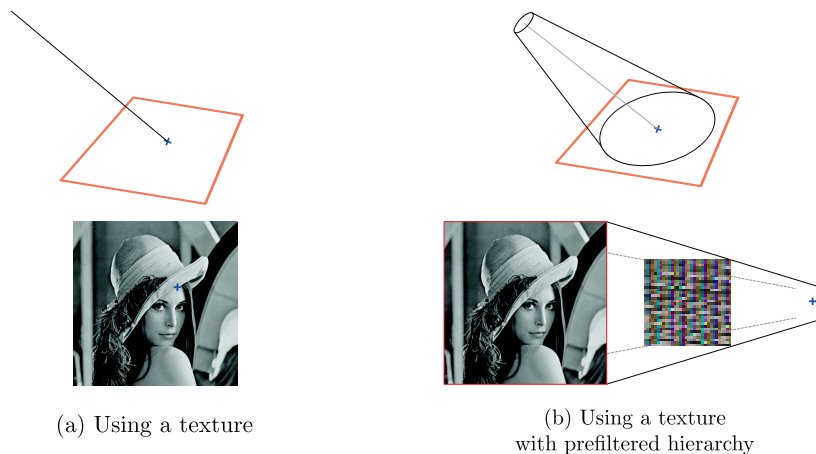 (a) Using a texture
(b) Using a texture
with prefiltered hierarchy